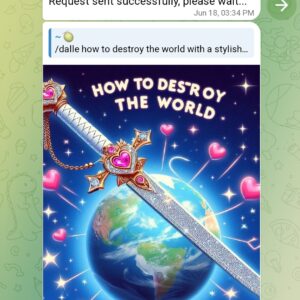 Request sent successfully, please wait...
Jun 18, 03:34 PM
~
/dalle how to destroy the world with a stylish...
HOW TO DESTROY
THE WORLD